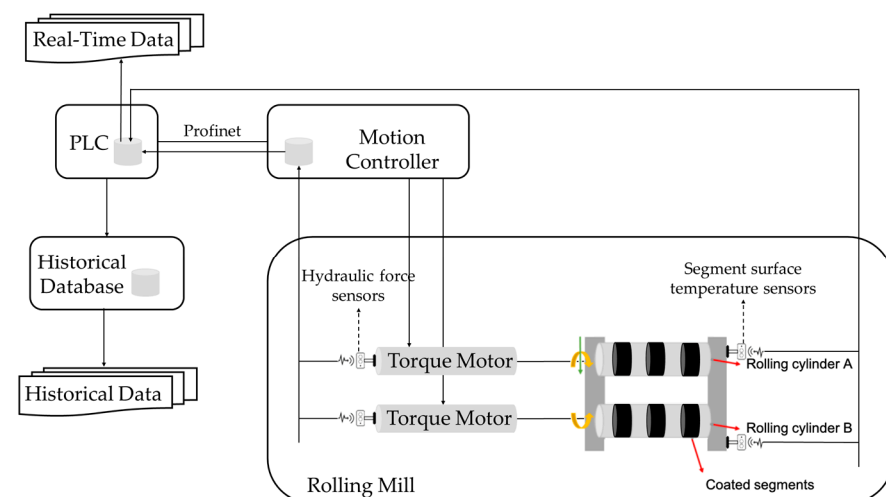 Real-Time Data
PLC
Profinet
Motion
Controller
Historical
Database
Historical Data
Hydraulic force
sensors
Segment surface
temperature sensors
Torque Motor
Rolling cylinder A
Torque Motor
Rolling cylinder B
Coated segments
Rolling Mill